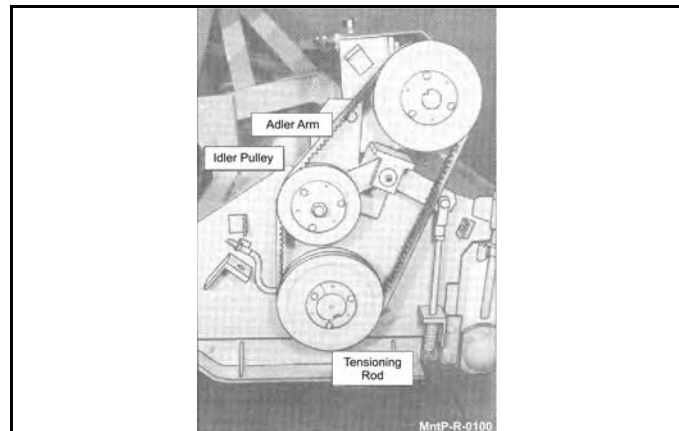 Adler Arm
Idler Pulley
Tensioning
Rod
MntP-R-0100